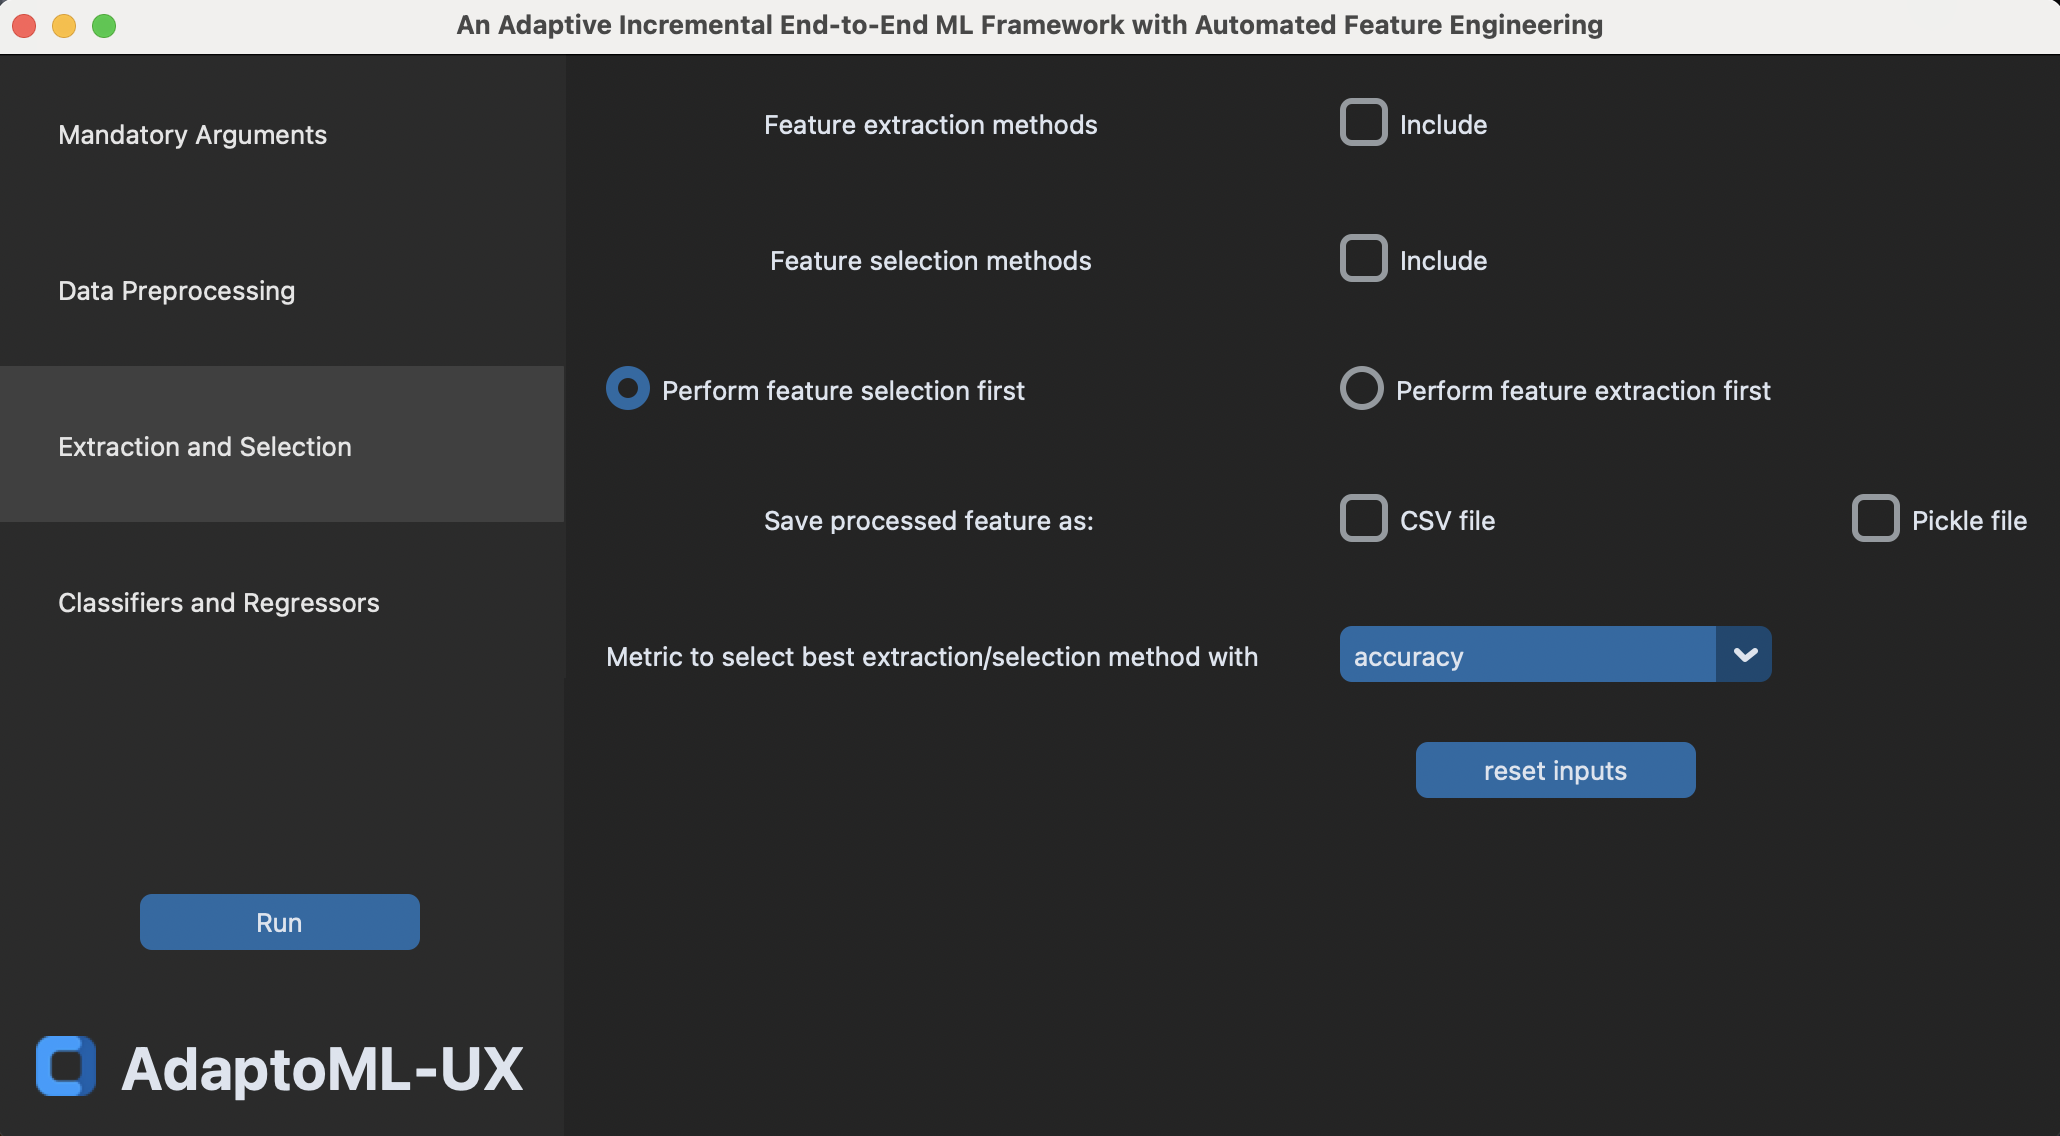 An Adaptive Incremental End-to-End ML Framework with Automated Feature Engineering
Mandatory Arguments
Data Preprocessing
Extraction and Selection
Classifiers and Regressors
Run
AdaptoML-UX
Feature extraction methods Include
Feature selection methods Include
Perform feature selection first Perform feature extraction first
Save processed feature as: CSV file Pickle file
Metric to select best extraction/selection method with accuracy
reset inputs